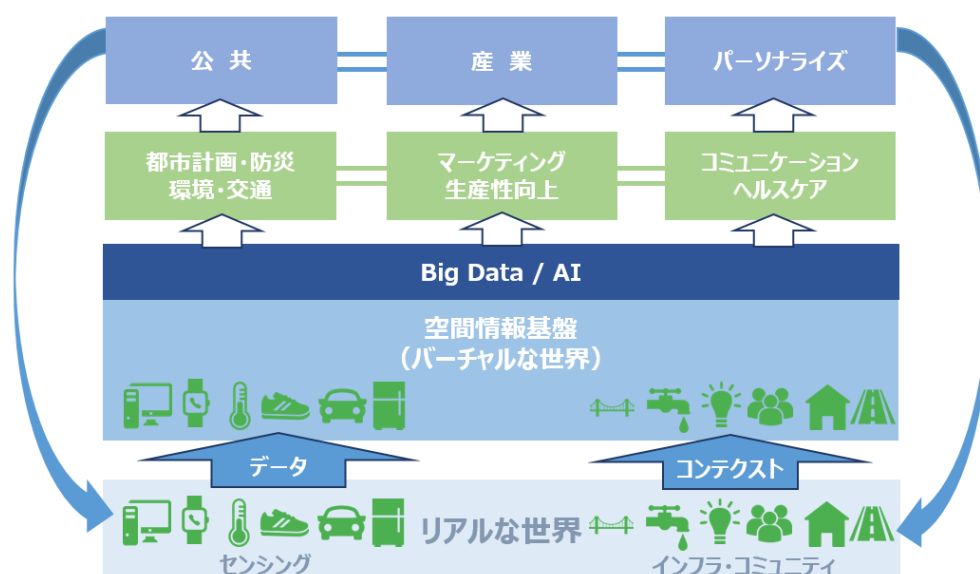 公 共
産 業
パーソナライズ
都市計画・防災
環境・交通
マーケティング
生産性向上
コミュニケーション
ヘルスケア
Big Data / AI
空間情報基盤
（バーチャルな世界）
データ
コンテクスト
リアルな世界
センシング
インフラ・コミュニティ